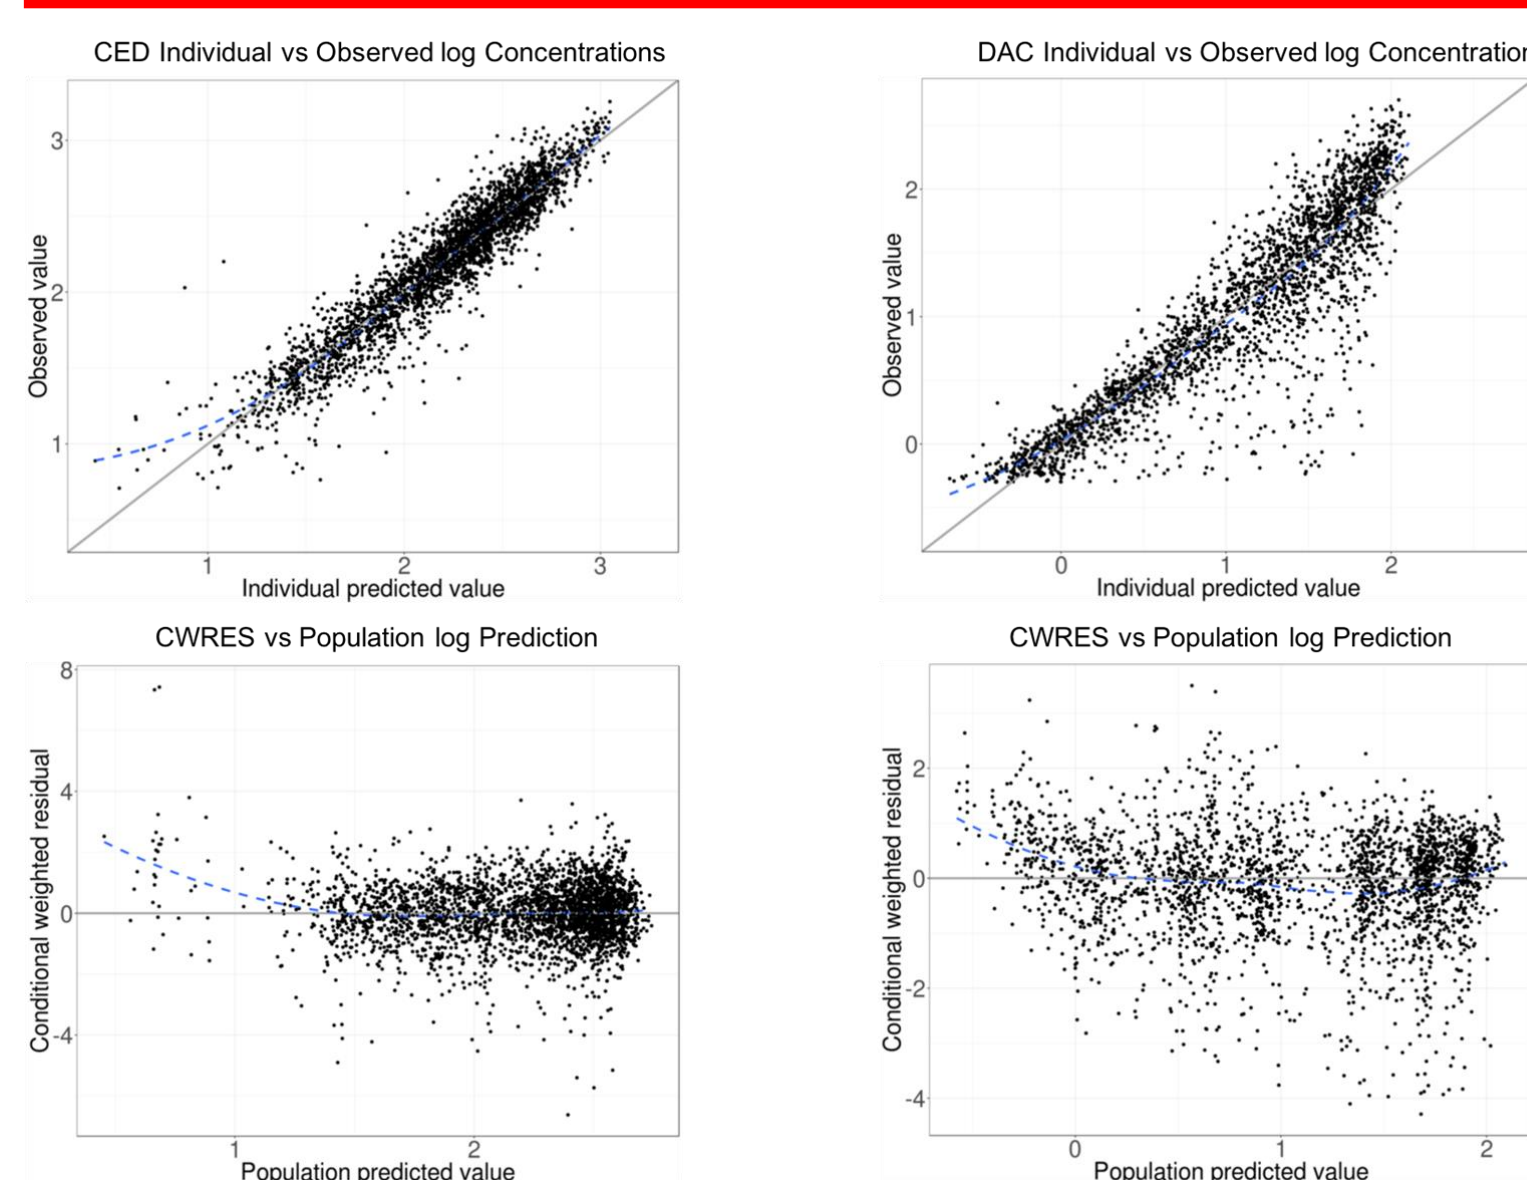 CED Individual vs Observed log Concentrations
DAC Individual vs Observed log
3
2
1
Observed value
1
2
3
Individual predicted value
2
1
0
Observed value
0
1
2
Individual predicted value
CWRES vs Population log Prediction
CWRES vs Population log Prediction
8
4
0
-4
Conditional weighted residual
1
2
Population predicted value
2
0
-2
-4
Conditional weighted residual
0
1
2
Population predicted value